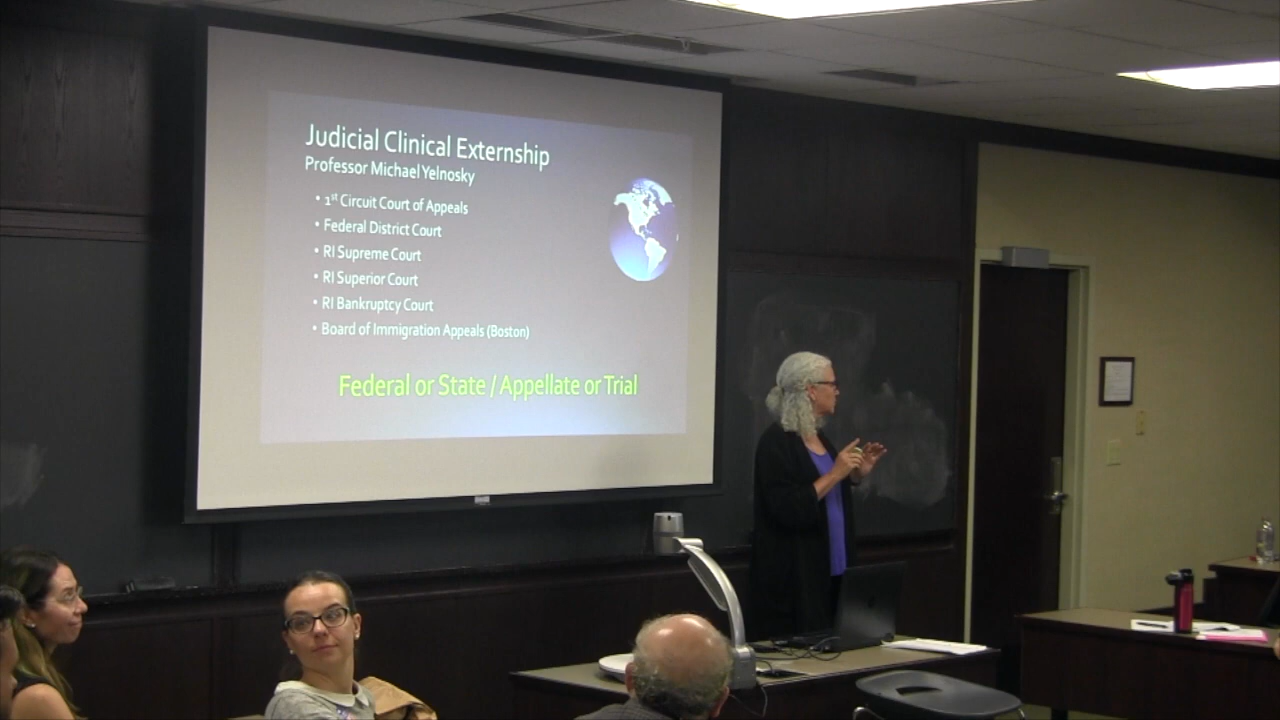 Judicial Clinical Externship
Professor Michael Yelnosky
• 1st Circuit Court of Appeals
• Federal District Court
• RI Supreme Court
• RI Superior Court
• RI Bankruptcy Court
• Board of Immigration Appeals (Boston)
Federal or State / Appellate or Trial